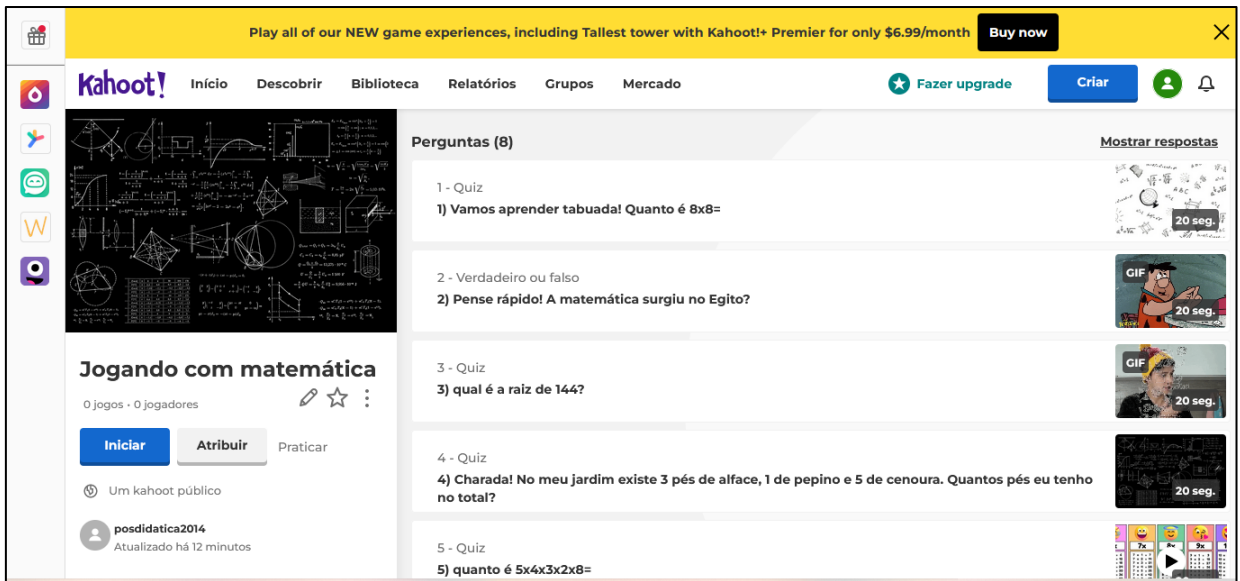 Play all of our NEW game experiences, including Tallest tower with Kahoot!+ Premier for only $6.99/month
Buy now
Kahoot!
Início
Descobrir
Biblioteca
Relatórios
Grupos
Mercado
Fazer upgrade
Criar
Jogando com matemática
0 jogos · 0 jogadores
Iniciar
Atribuir
Praticar
Um kahoot público
posdidatica2014
Atualizado há 12 minutos
Perguntas (8)
Mostrar respostas
1 - Quiz
1) Vamos aprender tabuada! Quanto é 8x8=
20 seg.
2 - Verdadeiro ou falso
2) Pense rápido! A matemática surgiu no Egito?
GIF
20 seg.
3 - Quiz
3) qual é a raiz de 144?
GIF
20 seg.
4 - Quiz
4) Charada! No meu jardim existe 3 pés de alface, 1 de pepino e 5 de cenoura. Quantos pés eu tenho
no total?
20 seg.
5 - Quiz
5) quanto é 5x4x3x2x8=
7x
8x
9x